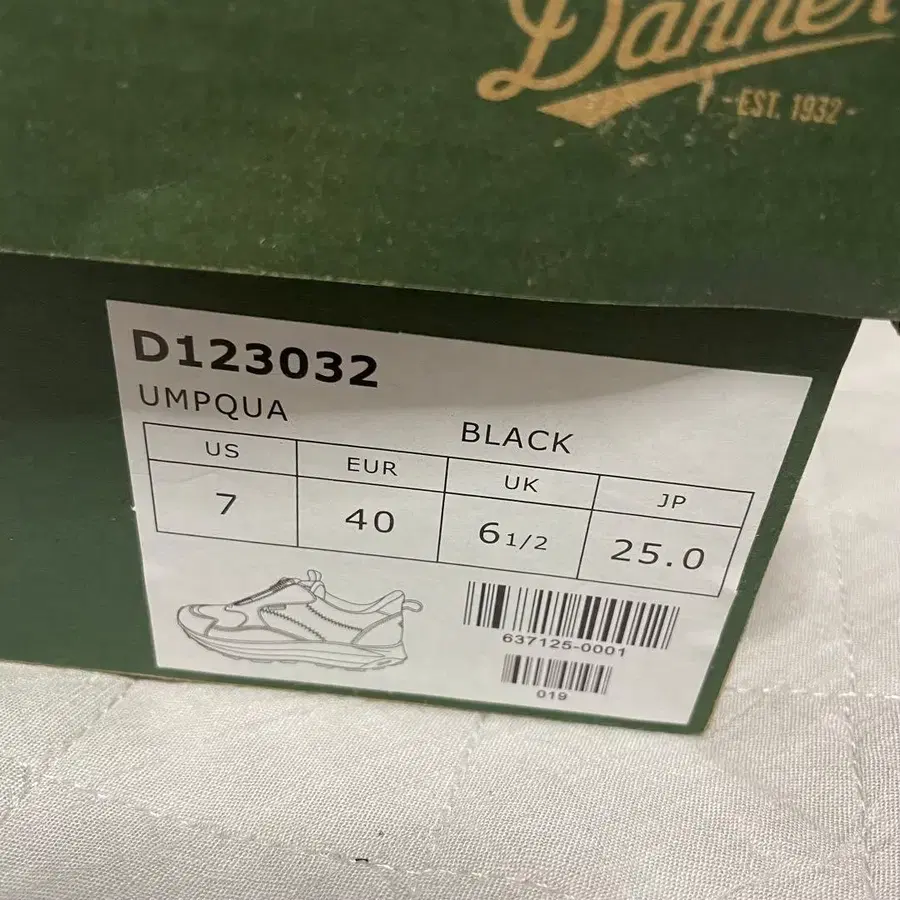 Danner
-EST. 1932-
D123032
UMPQUA
BLACK
US EUR UK JP
7 40 6 1/2 25.0
637125-0001
019